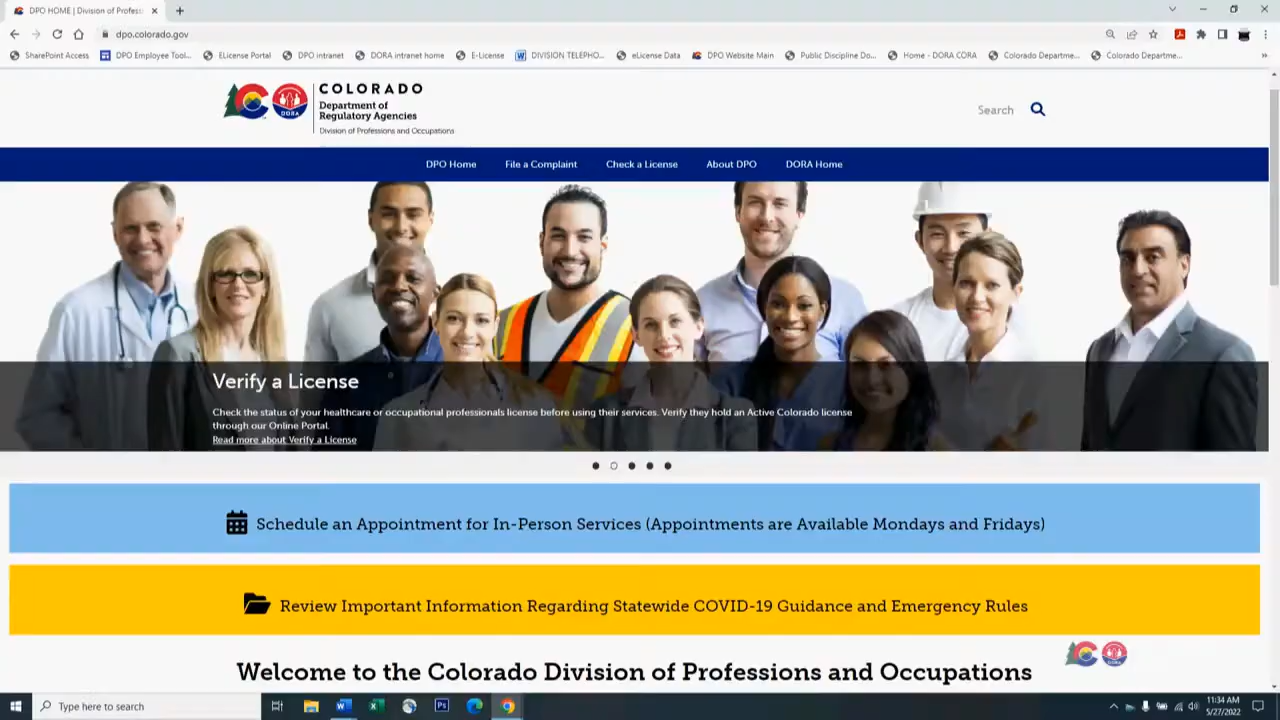 DPO HOME | Division of Profess
dpo.colorado.gov
SharePoint Access
DPO Employee Tool...
ELicense Portal
DPO intranet
DORA intranet home
E-License
DIVISION TELEPHO...
eLicense Data
DPO Website Main
Public Discipline Do...
Home - DORA CORA
Colorado Departme...
Colorado Departme...
COLORADO
Department of
Regulatory Agencies
Division of Professions and Occupations
DORA
Search
DPO Home
File a Complaint
Check a License
About DPO
DORA Home
Verify a License
Check the status of your healthcare or occupational professionals license before using their services. Verify they hold an Active Colorado license
through our Online Portal.
Read more about Verify a License
Schedule an Appointment for In-Person Services (Appointments are Available Mondays and Fridays)
Review Important Information Regarding Statewide COVID-19 Guidance and Emergency Rules
Welcome to the Colorado Division of Professions and Occupations
DORA
Type here to search
11:34 AM
5/27/2022